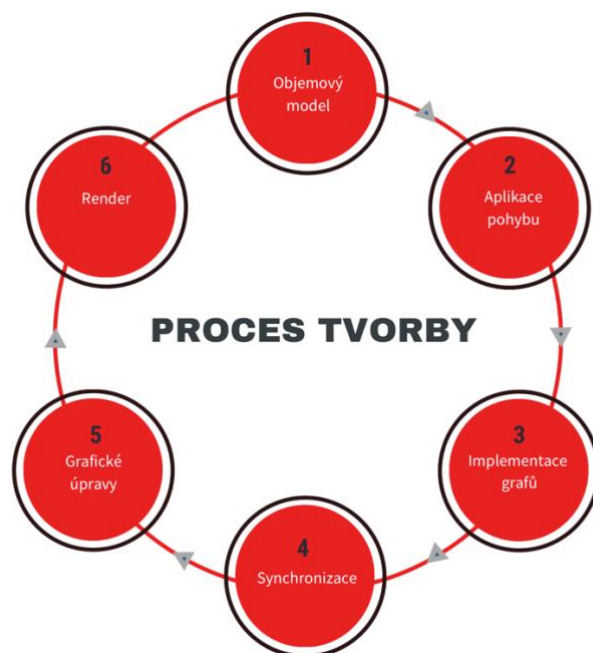 1
Objemový
model
2
Aplikace
pohybu
3
Implementace
grafů
4
Synchronizace
5
Grafické
úpravy
6
Render
PROCES TVORBY